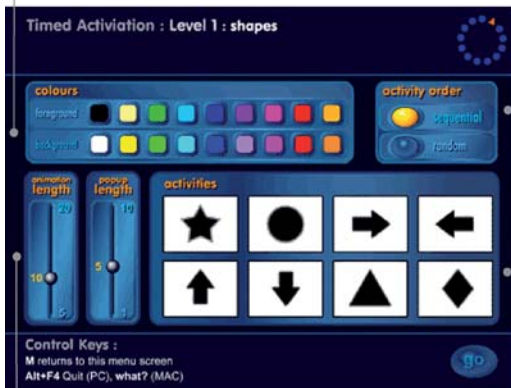 Timed Activiation : Level 1 : shapes
colours
foreground
background
activity order
sequential
random
animation
length
20
10
5
popup
length
10
5
1
activities
Control Keys :
M returns to this menu screen
Alt+F4 Quit (PC), what? (MAC)
go